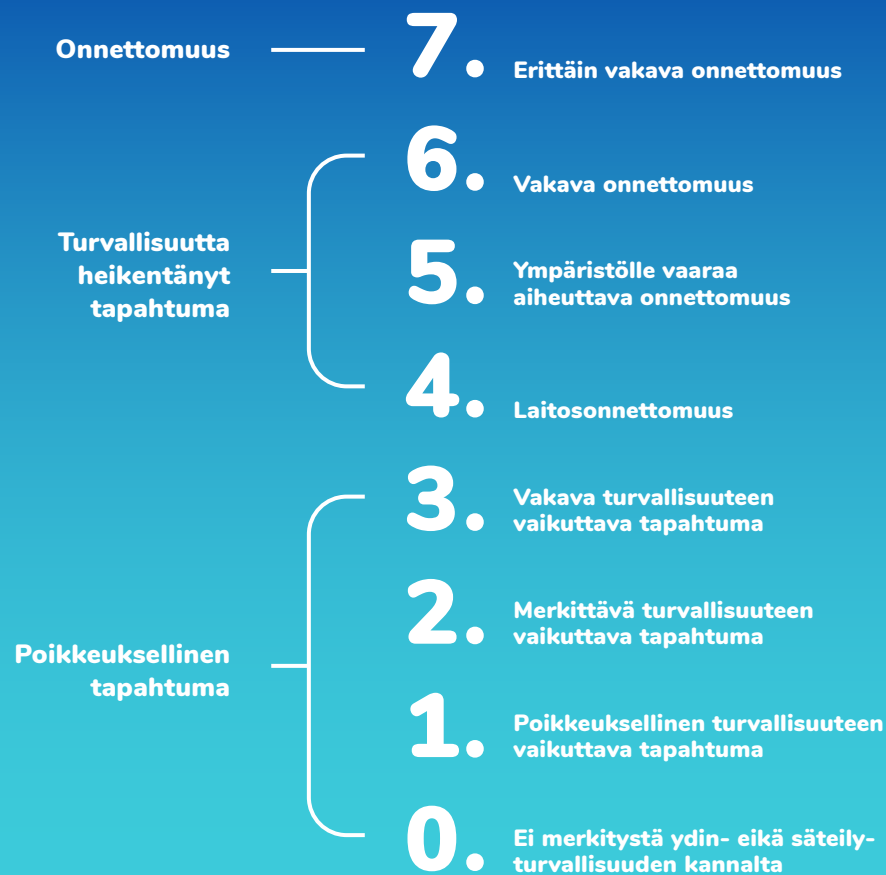 Onnettomuus
7.
Erittäin vakava onnettomuus
Turvallisuutta
heikentänyt
tapahtuma
6.
Vakava onnettomuus
5.
Ympäristölle vaaraa
aiheuttava onnettomuus
4.
Laitosonnettomuus
Poikkeuksellinen
tapahtuma
3.
Vakava turvallisuuteen
vaikuttava tapahtuma
2.
Merkittävä turvallisuuteen
vaikuttava tapahtuma
1.
Poikkeuksellinen turvallisuuteen
vaikuttava tapahtuma
0.
Ei merkitystä ydin- eikä säteily-
turvallisuuden kannalta